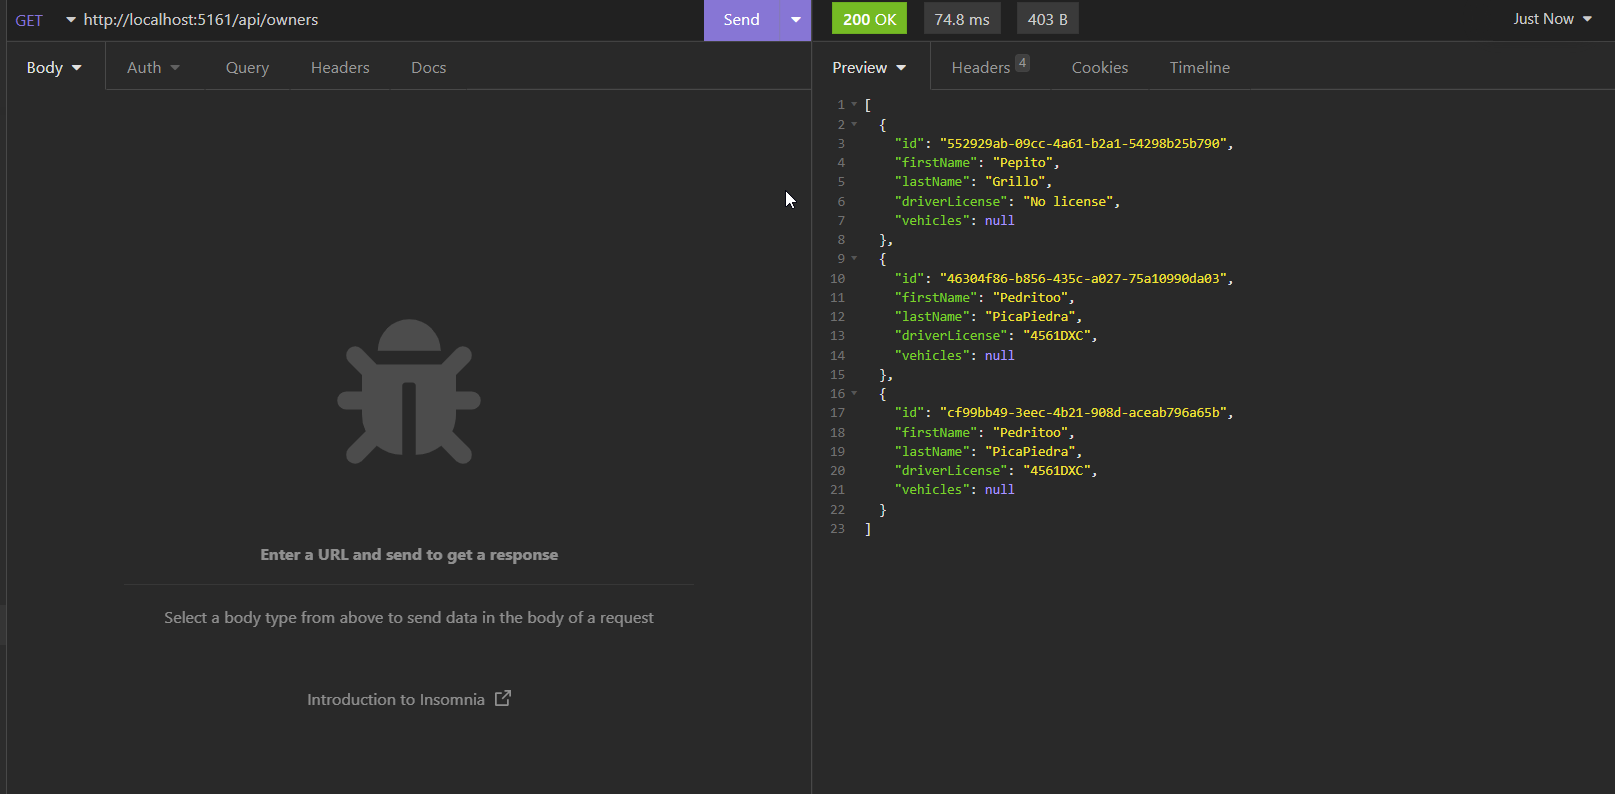 GET http://localhost:5161/api/owners Send 200 OK 74.8 ms 403 B Just Now
Body Auth Query Headers Docs Preview Headers 4 Cookies Timeline
1 [
2 {
3 "id": "552929ab-09cc-4a61-b2a1-54298b25b790",
4 "firstName": "Pepito",
5 "lastName": "Grillo",
6 "driverLicense": "No license",
7 "vehicles": null
8 },
9 {
10 "id": "46304f86-b856-435c-a027-75a10990da03",
11 "firstName": "Pedritoo",
12 "lastName": "PicaPiedra",
13 "driverLicense": "4561DXC",
14 "vehicles": null
15 },
16 {
17 "id": "cf99bb49-3eec-4b21-908d-aceab796a65b",
18 "firstName": "Pedritoo",
19 "lastName": "PicaPiedra",
20 "driverLicense": "4561DXC",
21 "vehicles": null
22 }
23 ]
Enter a URL and send to get a response
Select a body type from above to send data in the body of a request
Introduction to Insomnia